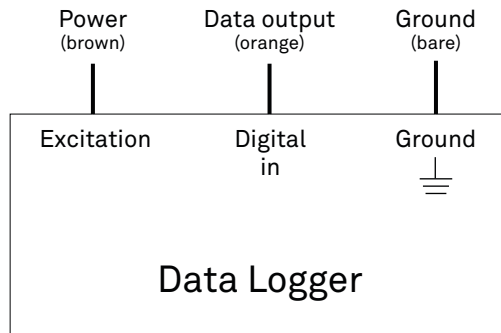 Power
(brown)
Data output
(orange)
Ground
(bare)
Excitation
Digital
in
Ground
Data Logger